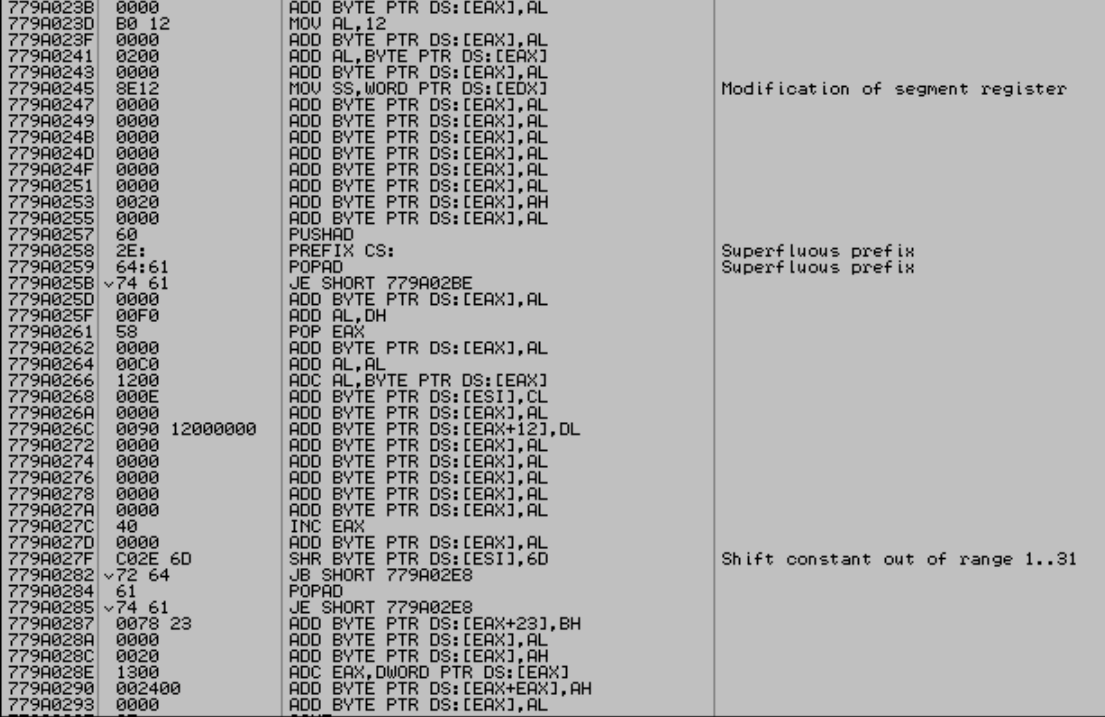 779A023B 0000 ADD BYTE PTR DS:[EAX],AL
779A023D B0 12 MOV AL,12
779A023F 0000 ADD BYTE PTR DS:[EAX],AL
779A0241 0200 ADD AL,BYTE PTR DS:[EAX]
779A0243 0000 ADD BYTE PTR DS:[EAX],AL
779A0245 8E12 MOV SS,WORD PTR DS:[EDX] Modification of segment register
779A0247 0000 ADD BYTE PTR DS:[EAX],AL
779A0249 0000 ADD BYTE PTR DS:[EAX],AL
779A024B 0000 ADD BYTE PTR DS:[EAX],AL
779A024D 0000 ADD BYTE PTR DS:[EAX],AL
779A024F 0000 ADD BYTE PTR DS:[EAX],AL
779A0251 0000 ADD BYTE PTR DS:[EAX],AL
779A0253 0020 ADD BYTE PTR DS:[EAX],AH
779A0255 0000 ADD BYTE PTR DS:[EAX],AL
779A0257 60 PUSHAD
779A0258 2E: PREFIX CS: Superfluous prefix
779A0259 64:61 POPAD Superfluous prefix
779A025B 74 61 JE SHORT 779A02BE
779A025D 0000 ADD BYTE PTR DS:[EAX],AL
779A025F 00F0 ADD AL,DH
779A0261 58 POP EAX
779A0262 0000 ADD BYTE PTR DS:[EAX],AL
779A0264 00C0 ADD AL,AL
779A0266 1200 ADC AL,BYTE PTR DS:[EAX]
779A0268 000E ADD BYTE PTR DS:[ESI],CL
779A026A 0000 ADD BYTE PTR DS:[EAX],AL
779A026C 0090 12000000 ADD BYTE PTR DS:[EAX+12],DL
779A0272 0000 ADD BYTE PTR DS:[EAX],AL
779A0274 0000 ADD BYTE PTR DS:[EAX],AL
779A0276 0000 ADD BYTE PTR DS:[EAX],AL
779A0278 0000 ADD BYTE PTR DS:[EAX],AL
779A027A 0000 ADD BYTE PTR DS:[EAX],AL
779A027C 40 INC EAX
779A027D 0000 ADD BYTE PTR DS:[EAX],AL
779A027F C02E 6D SHR BYTE PTR DS:[ESI],6D Shift constant out of range 1..31
779A0282 72 64 JB SHORT 779A02E8
779A0284 61 POPAD
779A0285 74 61 JE SHORT 779A02E8
779A0287 0078 23 ADD BYTE PTR DS:[EAX+23],BH
779A028A 0000 ADD BYTE PTR DS:[EAX],AL
779A028C 0020 ADD BYTE PTR DS:[EAX],AH
779A028E 1300 ADC EAX,DWORD PTR DS:[EAX]
779A0290 002400 ADD BYTE PTR DS:[EAX+EAX],AH
779A0293 0000 ADD BYTE PTR DS:[EAX],AL